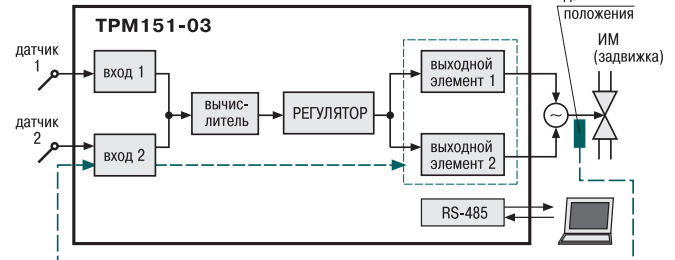 положения
ТРМ151-03
ИМ
(задвижка)
датчик
1
вход 1
выходной
элемент 1
вычис-
литель
РЕГУЛЯТОР
датчик
2
вход 2
выходной
элемент 2
~
RS-485